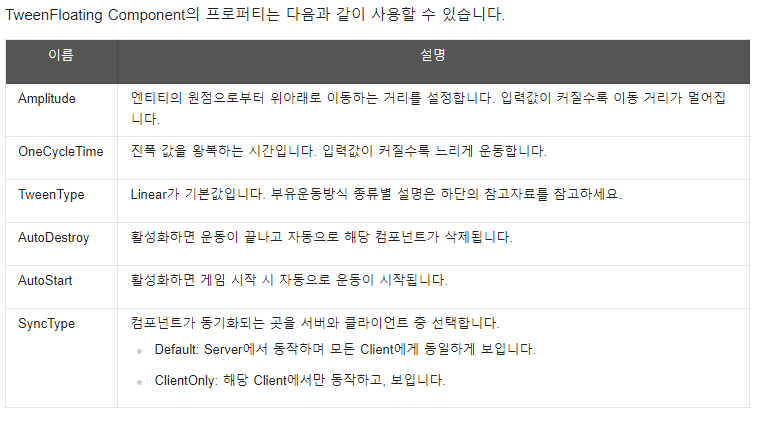 TweenFloating Component의 프로퍼티는 다음과 같이 사용할 수 있습니다.
이름 설명
Amplitude 엔티티의 원점으로부터 위아래로 이동하는 거리를 설정합니다. 입력값이 커질수록 이동 거리가 멀어집
니다.
OneCycleTime 진폭 값을 왕복하는 시간입니다. 입력값이 커질수록 느리게 운동합니다.
TweenType Linear가 기본값입니다. 부유운동방식 종류별 설명은 하단의 참고자료를 참고하세요.
AutoDestroy 활성화하면 운동이 끝나고 자동으로 해당 컴포넌트가 삭제됩니다.
AutoStart 활성화하면 게임 시작 시 자동으로 운동이 시작됩니다.
SyncType 컴포넌트가 동기화되는 곳을 서버와 클라이언트 중 선택합니다.
Default: Server에서 동작하며 모든 Client에게 동일하게 보입니다.
ClientOnly: 해당 Client에서만 동작하고, 보입니다.